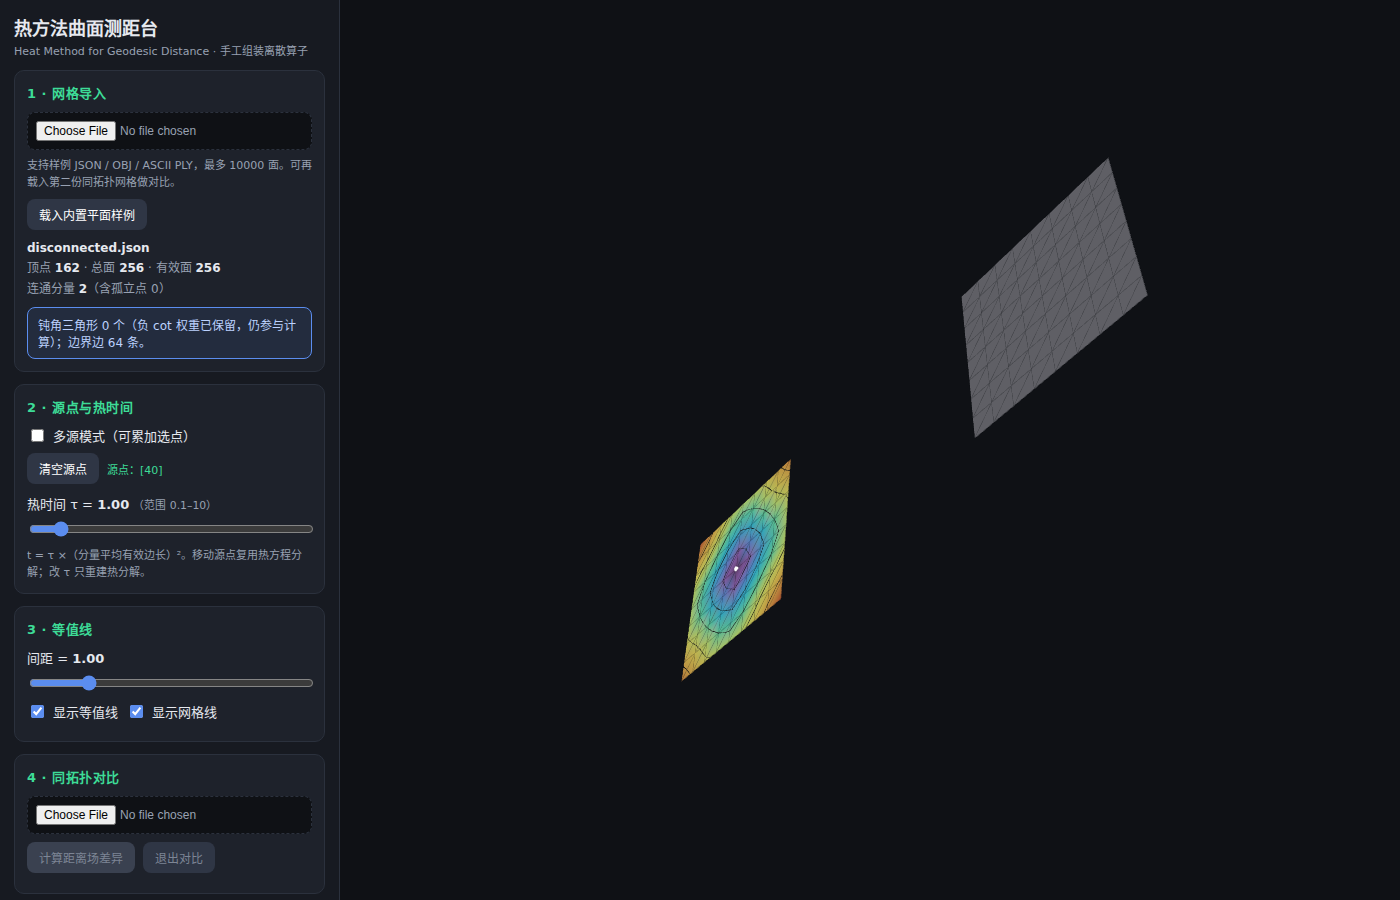 热方法曲面测距台
Heat Method for Geodesic Distance · 手工组装离散算子
1 · 网格导入
Choose File No file chosen
支持样例 JSON / OBJ / ASCII PLY，最多 10000 面。可再
载入第二份同拓扑网格做对比。
载入内置平面样例
disconnected.json
顶点 162 · 总面 256 · 有效面 256
连通分量 2（含孤立点 0）
钝角三角形 0 个（负 cot 权重已保留，仍参与计
算）；边界边 64 条。
2 · 源点与热时间
多源模式（可累加选点）
清空源点 源点：[40]
热时间 τ = 1.00 （范围 0.1–10）
t = τ ×（分量平均有效边长）²。移动源点复用热方程分
解；改 τ 只重建热分解。
3 · 等值线
间距 = 1.00
显示等值线 显示网格线
4 · 同拓扑对比
Choose File No file chosen
计算距离场差异 退出对比